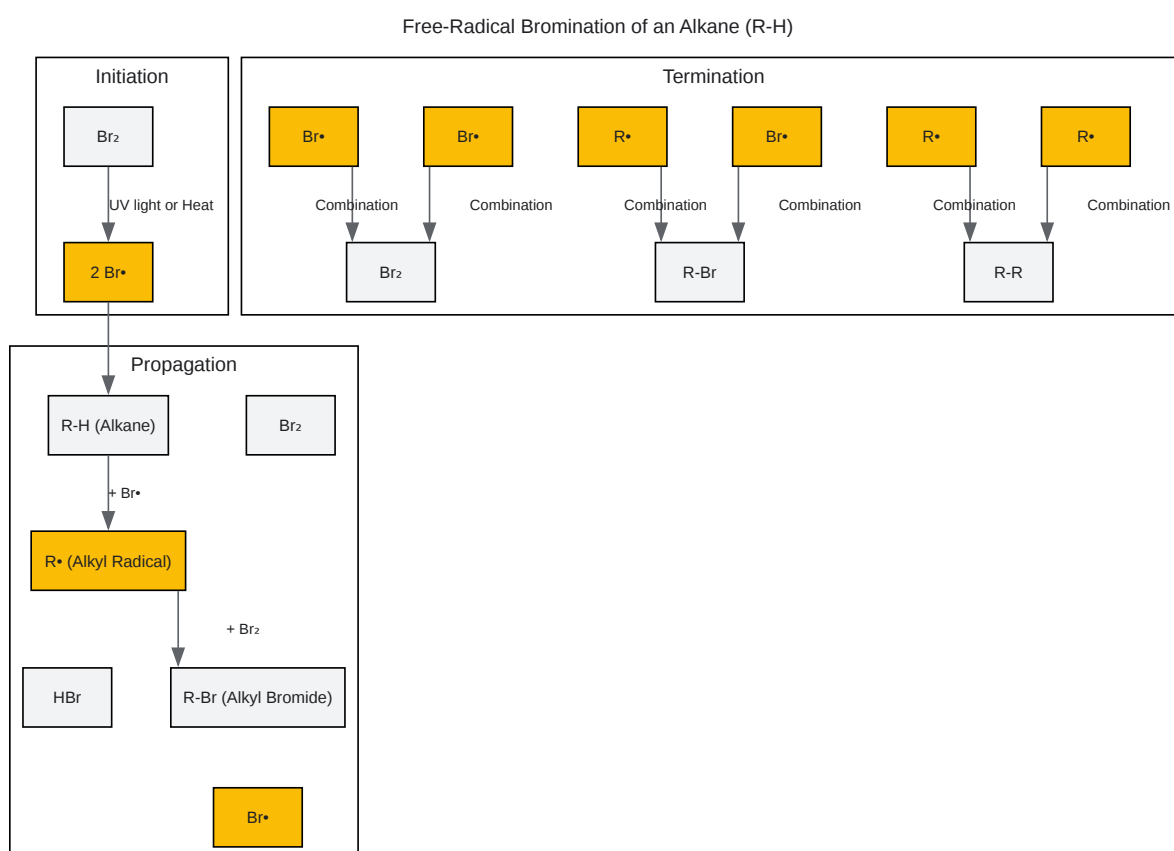 Free-Radical Bromination of an Alkane (R-H)
Initiation
Br₂
UV light or Heat
2 Br•
Termination
Br• Br• R• Br• R• R•
Combination Combination Combination Combination Combination Combination
Br₂ R-Br R-R
Propagation
R-H (Alkane) Br₂
+ Br•
R• (Alkyl Radical)
+ Br₂
HBr R-Br (Alkyl Bromide)
Br•